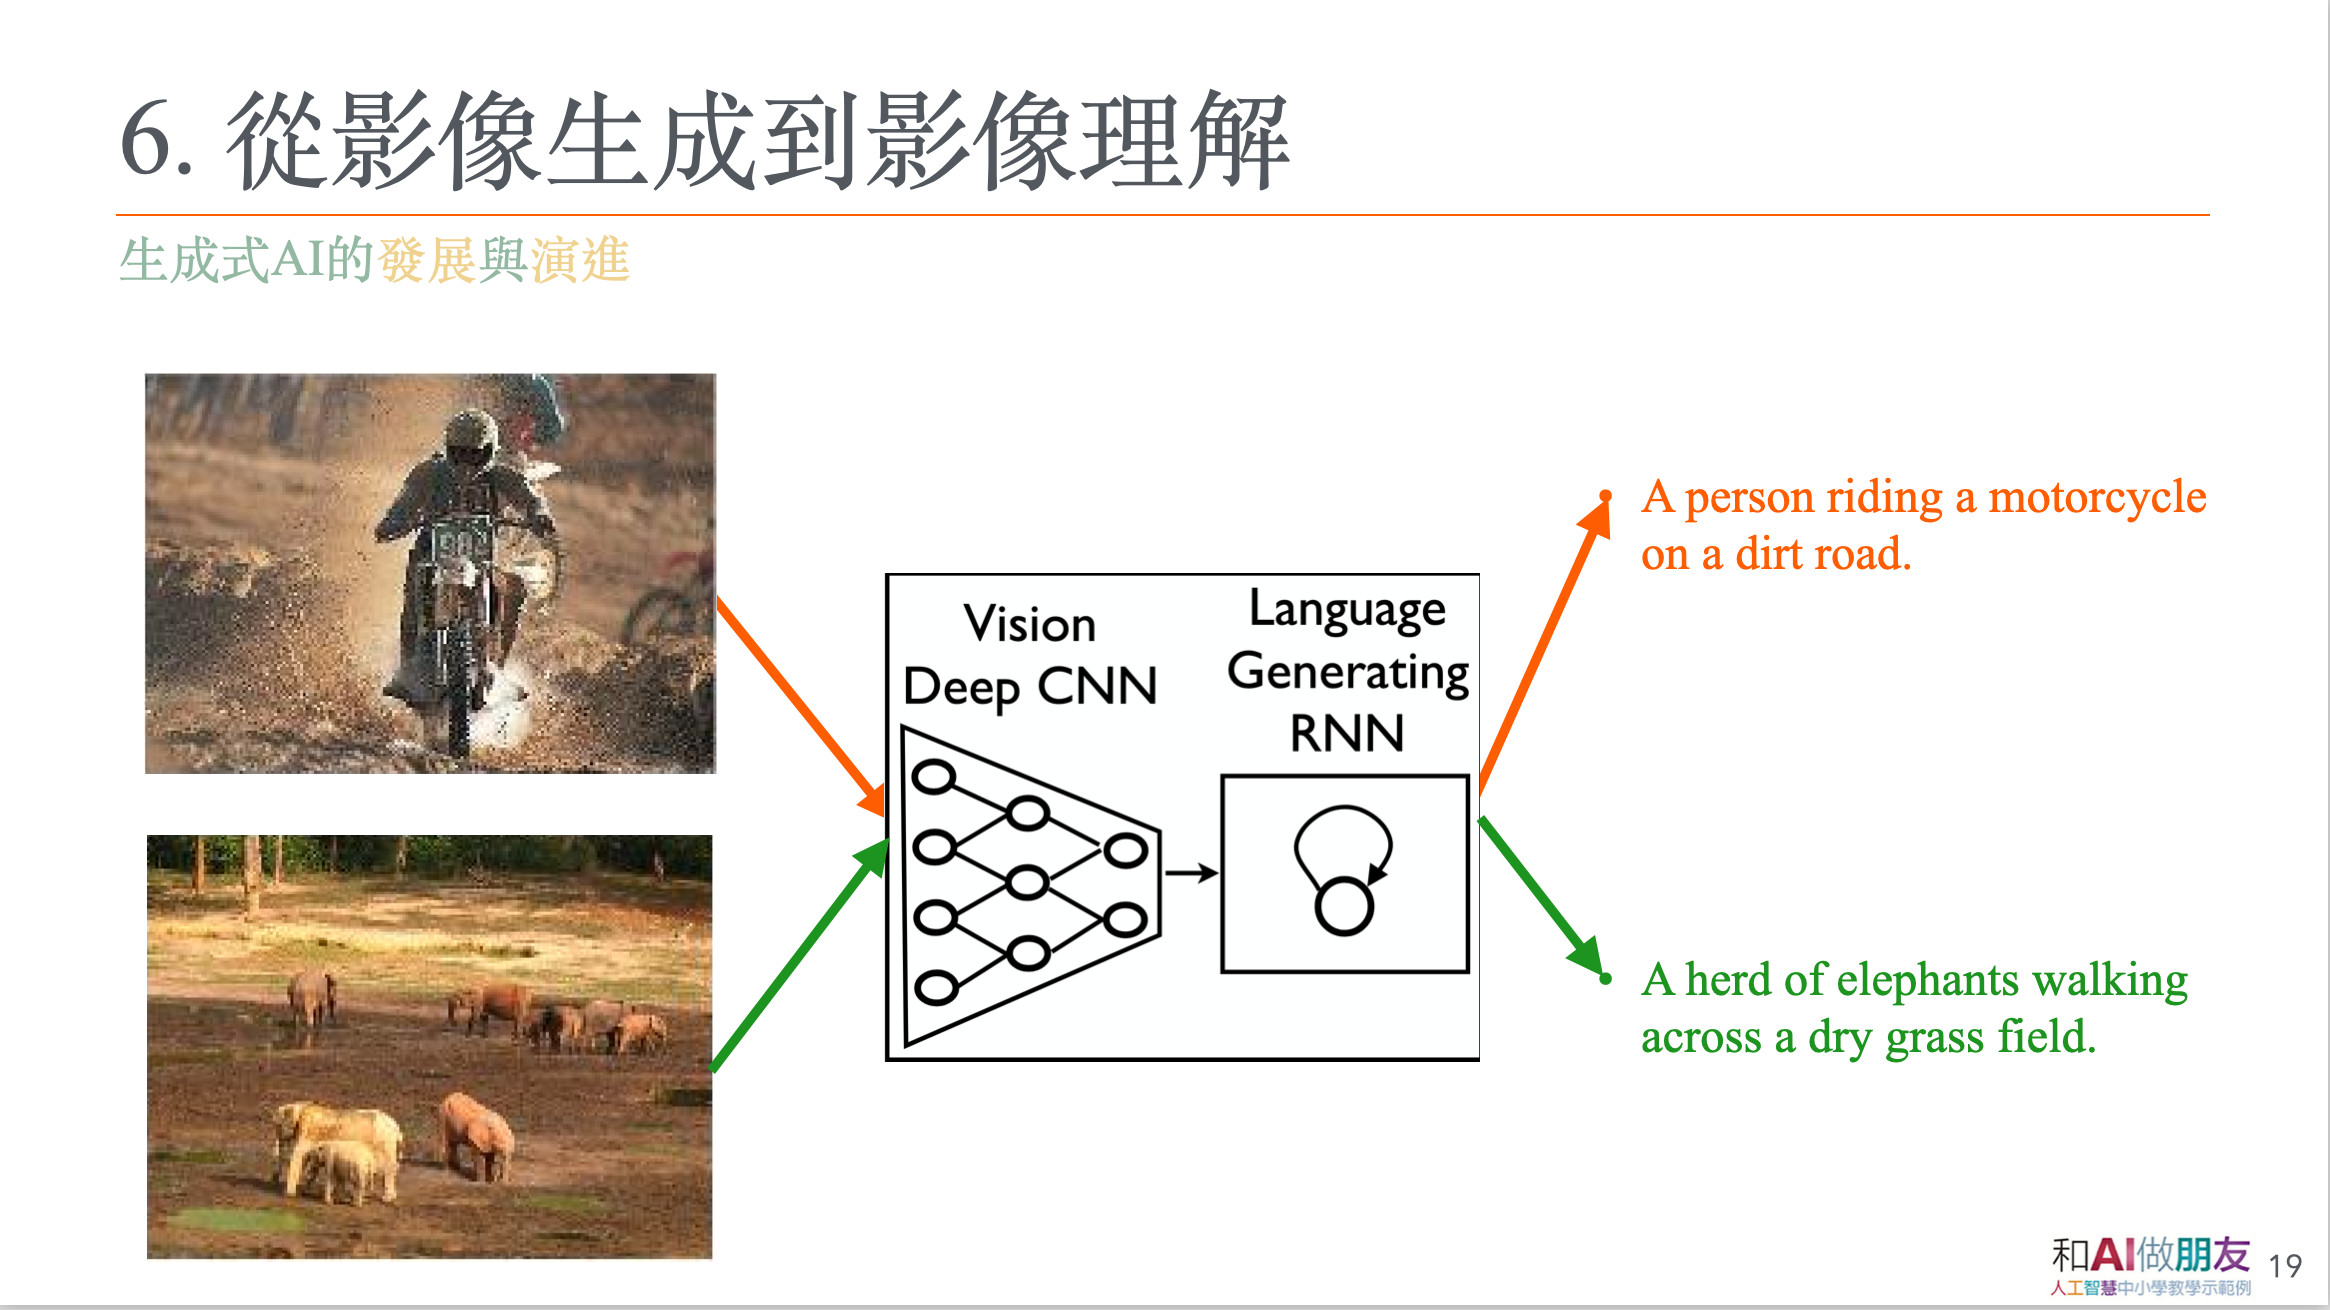 6. 從影像生成到影像理解
生成式AI的發展與演進
Vision
Deep CNN
Language
Generating
RNN
• A person riding a motorcycle
on a dirt road.
• A herd of elephants walking
across a dry grass field.
和AI做朋友
人工智慧中小學教學示範例
19